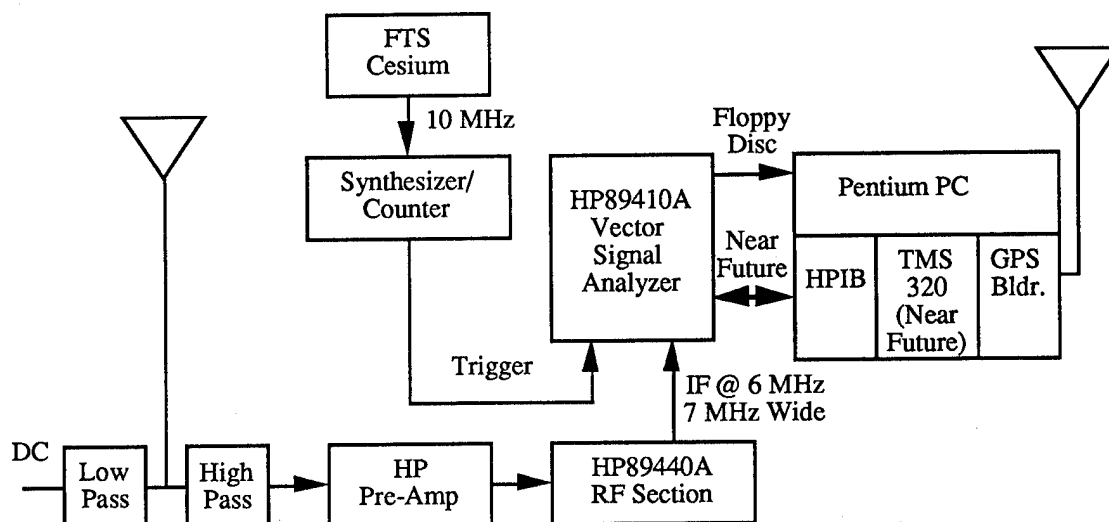 FTS
Cesium
10 MHz
Synthesizer/
Counter
Trigger
HP89410A
Vector
Signal
Analyzer
Floppy
Disc
Near
Future
Pentium PC
HPIB
TMS
320
(Near
Future)
GPS
Bldr.
IF @ 6 MHz
7 MHz Wide
DC
Low
Pass
High
Pass
HP
Pre-Amp
HP89440A
RF Section